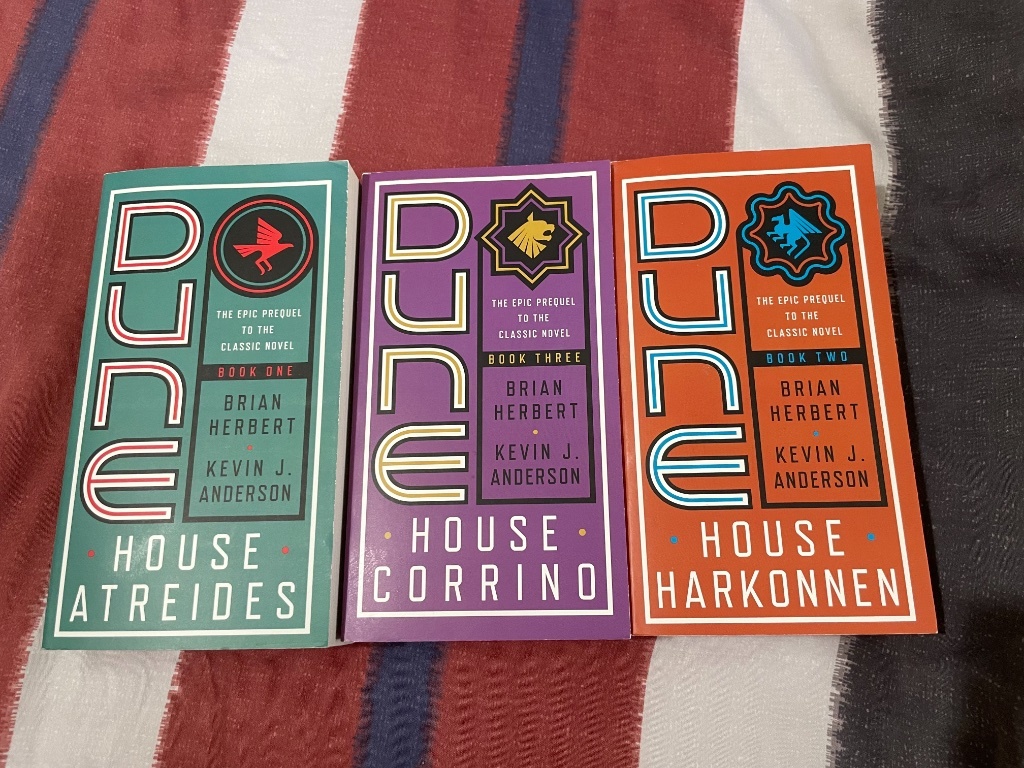 DUNE
THE EPIC PREQUEL
TO THE
CLASSIC NOVEL
BOOK ONE
BRIAN
HERBERT
KEVIN J.
ANDERSON
HOUSE
ATREIDES
DUNE
THE EPIC PREQUEL
TO THE
CLASSIC NOVEL
BOOK THREE
BRIAN
HERBERT
KEVIN J.
ANDERSON
HOUSE
CORRINO
DUNE
THE EPIC PREQUEL
TO THE
CLASSIC NOVEL
BOOK TWO
BRIAN
HERBERT
KEVIN J.
ANDERSON
HOUSE
HARKONNEN